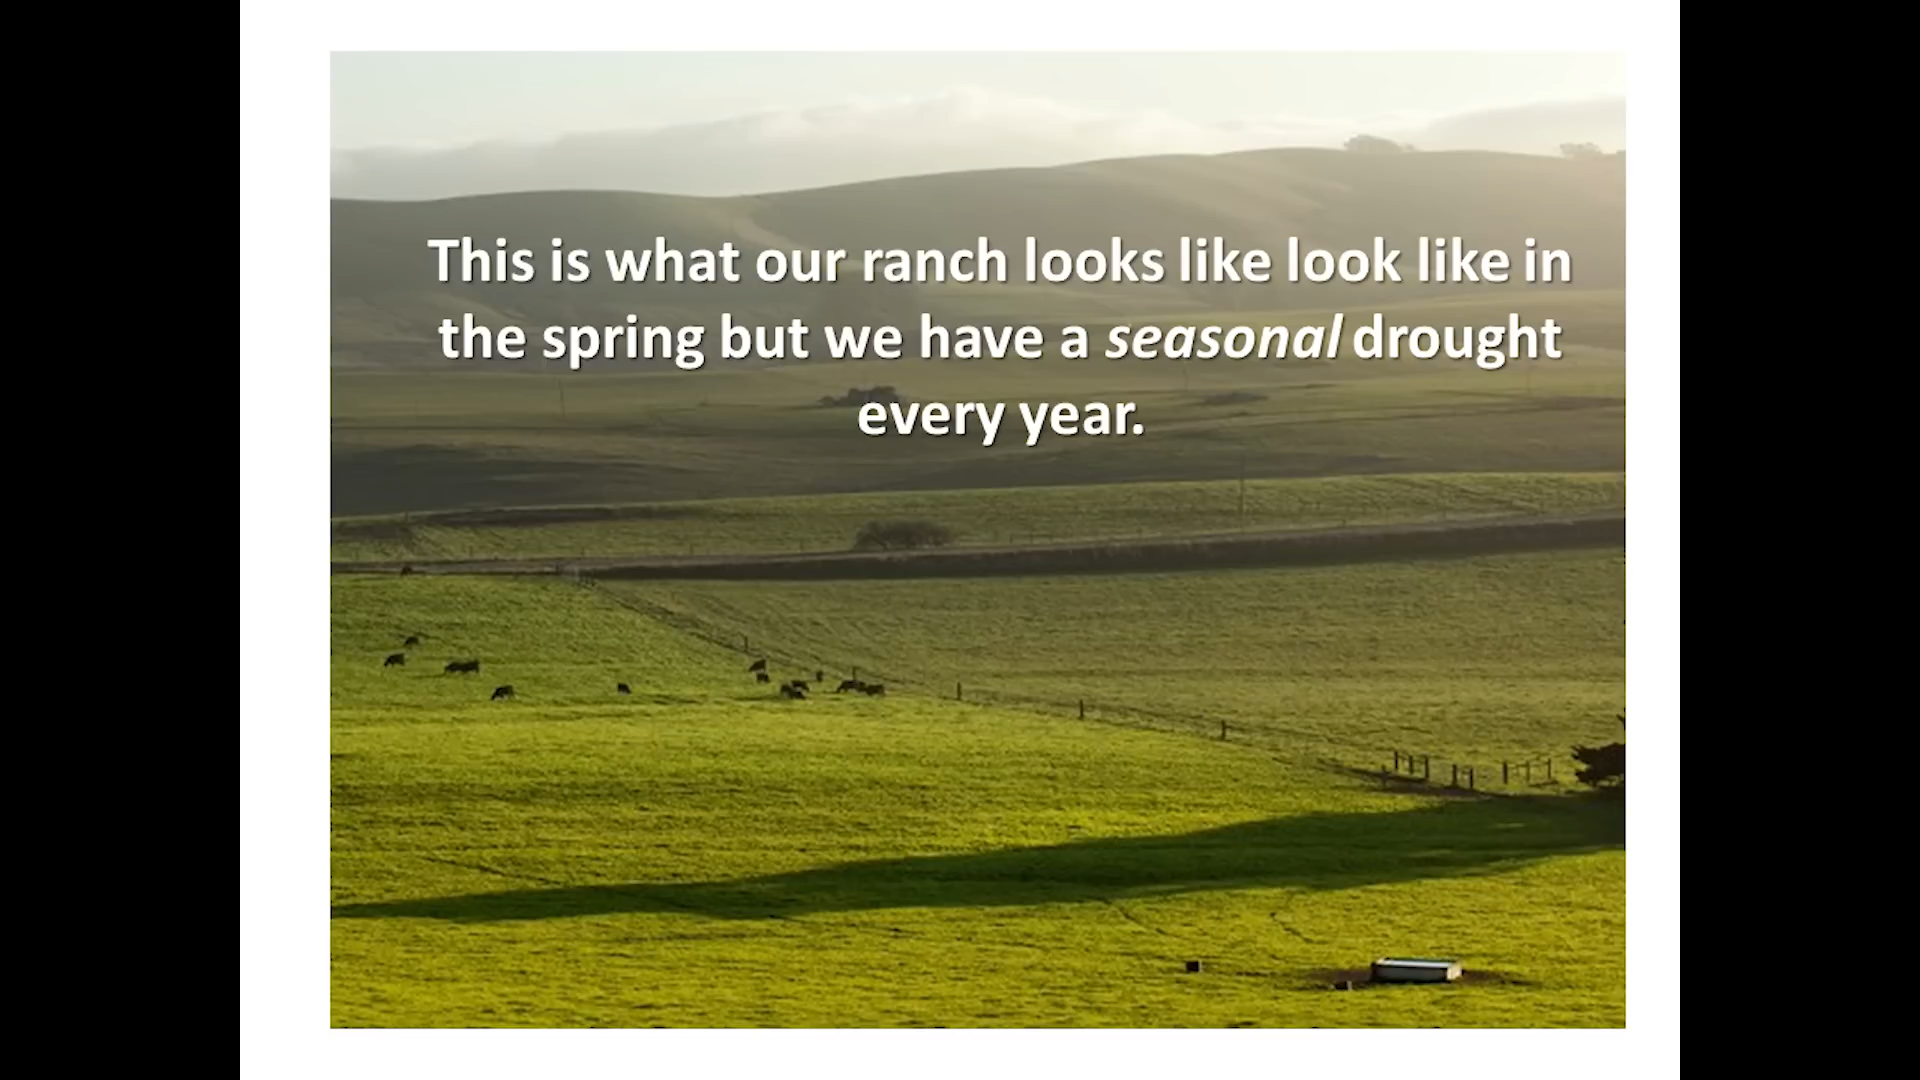 This is what our ranch looks like look like in
the spring but we have a seasonal drought
every year.